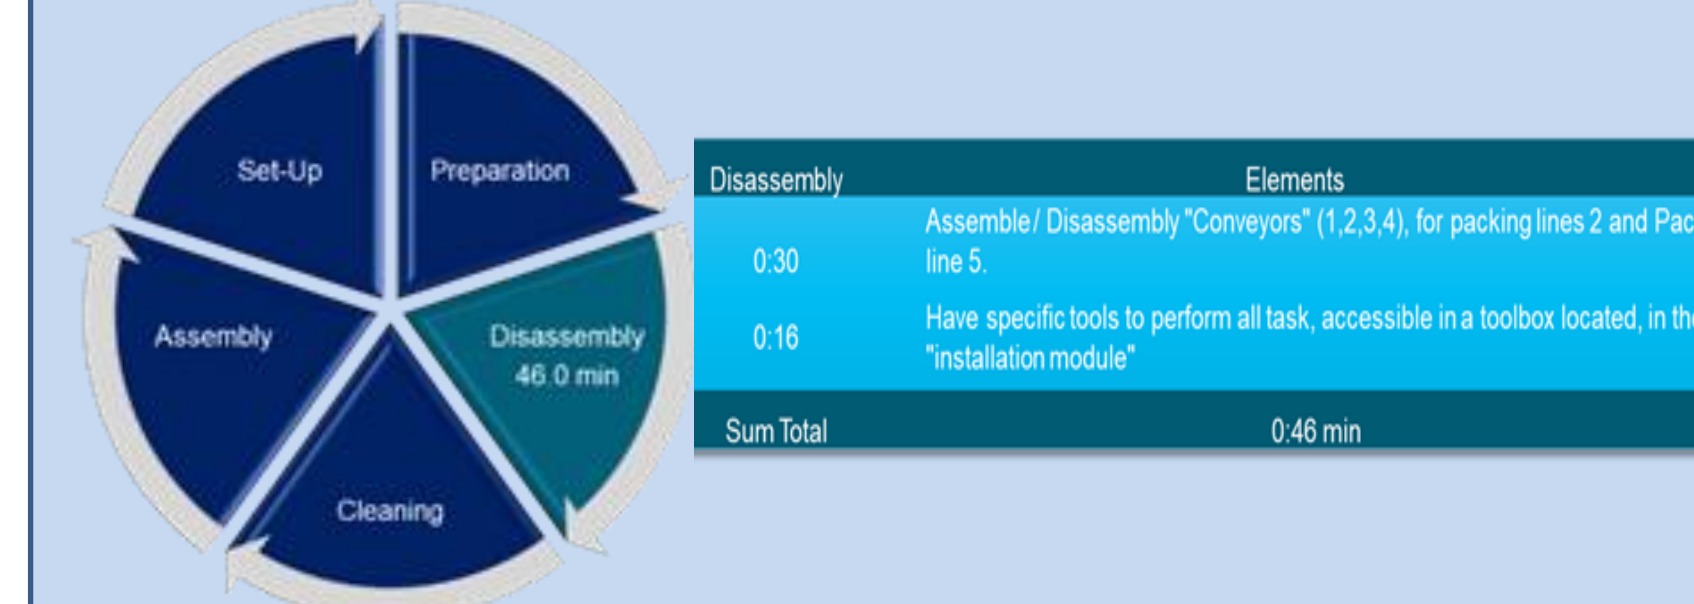 Set-Up
Preparation
Assembly
Disassembly
46.0 min
Cleaning
Disassembly Elements
0:30 Assemble / Disassembly "Conveyors" (1,2,3,4), for packing lines 2 and Pac
line 5.
0:16 Have specific tools to perform all task, accessible in a toolbox located, in the
"installation module"
Sum Total 0:46 min